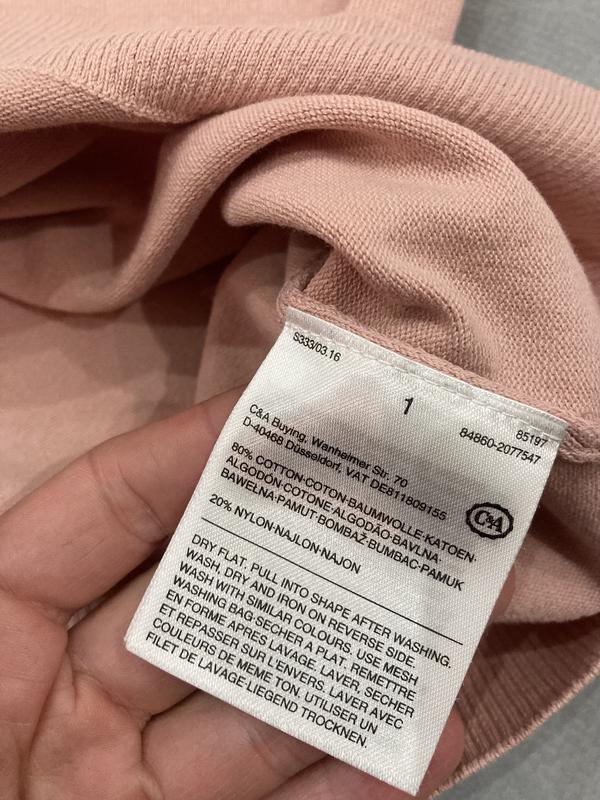 S333/03.16
1
85197
84860-2077547
C&A Buying, Wanheimer Str. 70
D-40468 Düsseldorf, VAT DE811809155
C&A
80% COTTON·COTON·BAUMWOLLE·KATOEN·
ALGODÓN·COTONE·ALGODÃO·BAVLNA·
BAWEŁNA·PAMUT·BOMBAŽ·BUMBAC·PAMUK
20% NYLON·NAJLON·NAJON
DRY FLAT. PULL INTO SHAPE AFTER WASHING.
WASH, DRY AND IRON ON REVERSE SIDE.
WASH WITH SIMILAR COLOURS. USE MESH
WASHING BAG·SECHER A PLAT. REMETTRE
EN FORME APRES LAVAGE. LAVER, SECHER
ET REPASSER SUR L'ENVERS. LAVER AVEC
COULEURS DE MEME TON. UTILISER UN
FILET DE LAVAGE·LIEGEND TROCKNEN.